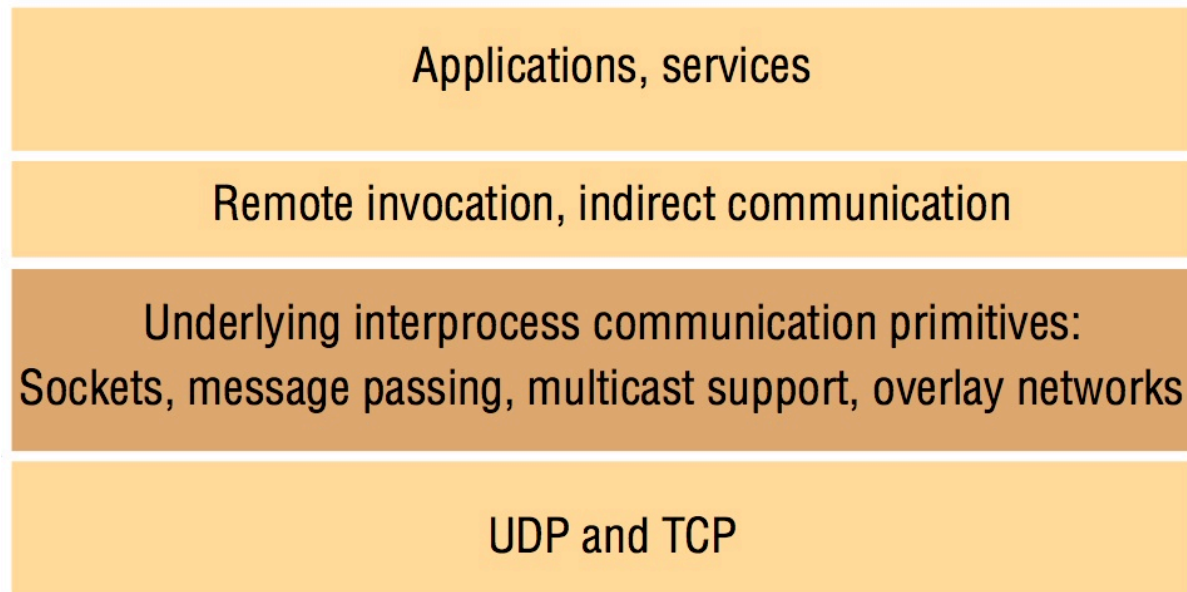 Applications, services
Remote invocation, indirect communication
Underlying interprocess communication primitives:
Sockets, message passing, multicast support, overlay networks
UDP and TCP